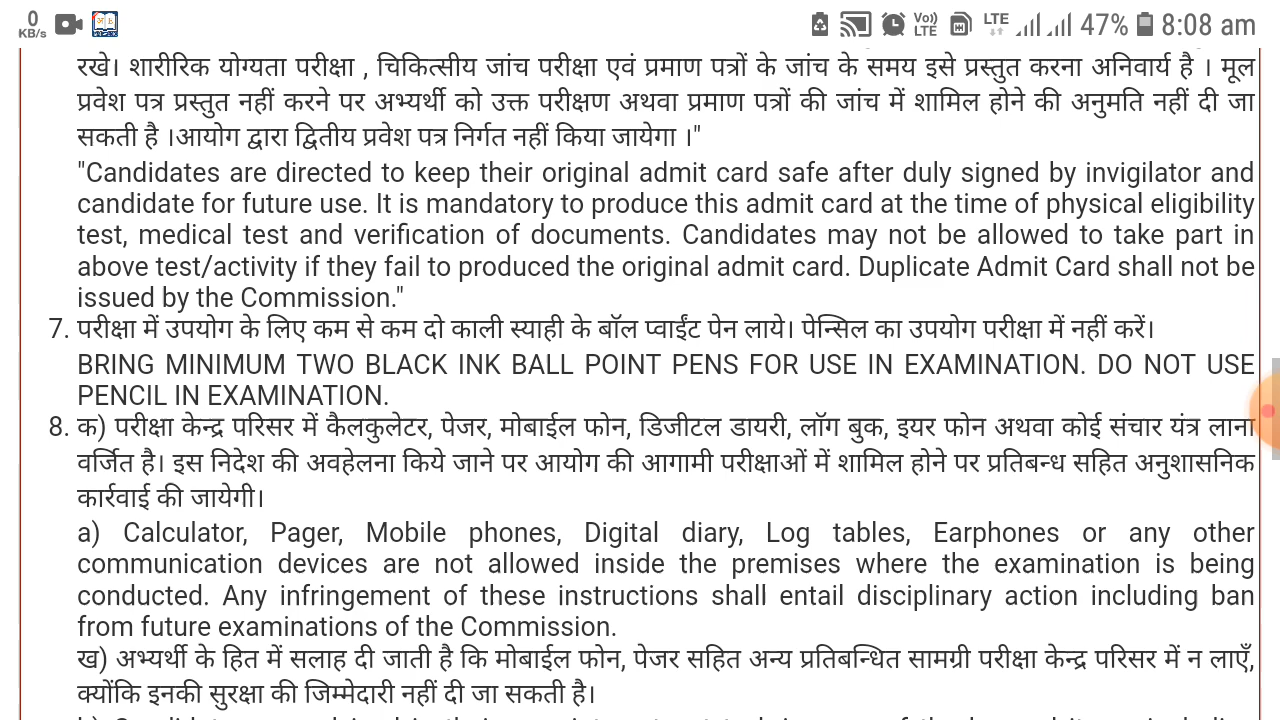 0
KB/s
Vo))
LTE
LTE
47%
8:08 am
रखे। शारीरिक योग्यता परीक्षा , चिकित्सीय जांच परीक्षा एवं प्रमाण पत्रों के जांच के समय इसे प्रस्तुत करना अनिवार्य है । मूल
प्रवेश पत्र प्रस्तुत नहीं करने पर अभ्यर्थी को उक्त परीक्षण अथवा प्रमाण पत्रों की जांच में शामिल होने की अनुमति नहीं दी जा
सकती है ।आयोग द्वारा द्वितीय प्रवेश पत्र निर्गत नहीं किया जायेगा ।"
"Candidates are directed to keep their original admit card safe after duly signed by invigilator and
candidate for future use. It is mandatory to produce this admit card at the time of physical eligibility
test, medical test and verification of documents. Candidates may not be allowed to take part in
above test/activity if they fail to produced the original admit card. Duplicate Admit Card shall not be
issued by the Commission."
7. परीक्षा में उपयोग के लिए कम से कम दो काली स्याही के बॉल प्वाईंट पेन लाये। पेन्सिल का उपयोग परीक्षा में नहीं करें।
BRING MINIMUM TWO BLACK INK BALL POINT PENS FOR USE IN EXAMINATION. DO NOT USE
PENCIL IN EXAMINATION.
8. क) परीक्षा केन्द्र परिसर में कैलकुलेटर, पेजर, मोबाईल फोन, डिजीटल डायरी, लॉग बुक, इयर फोन अथवा कोई संचार यंत्र लाना
वर्जित है। इस निदेश की अवहेलना किये जाने पर आयोग की आगामी परीक्षाओं में शामिल होने पर प्रतिबन्ध सहित अनुशासनिक
कार्रवाई की जायेगी।
a) Calculator, Pager, Mobile phones, Digital diary, Log tables, Earphones or any other
communication devices are not allowed inside the premises where the examination is being
conducted. Any infringement of these instructions shall entail disciplinary action including ban
from future examinations of the Commission.
ख) अभ्यर्थी के हित में सलाह दी जाती है कि मोबाईल फोन, पेजर सहित अन्य प्रतिबन्धित सामग्री परीक्षा केन्द्र परिसर में न लाएँ,
क्योंकि इनकी सुरक्षा की जिम्मेदारी नहीं दी जा सकती है।